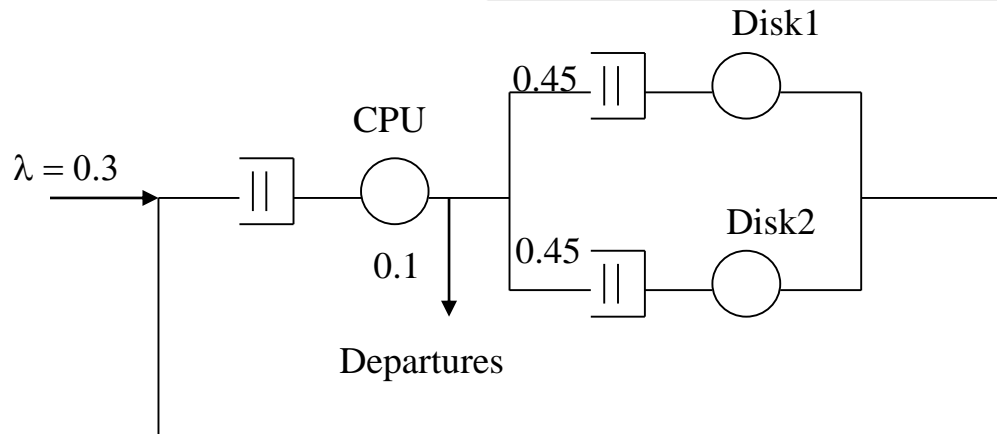 Disk1
0.45
CPU
λ = 0.3
Disk2
0.45
0.1
Departures